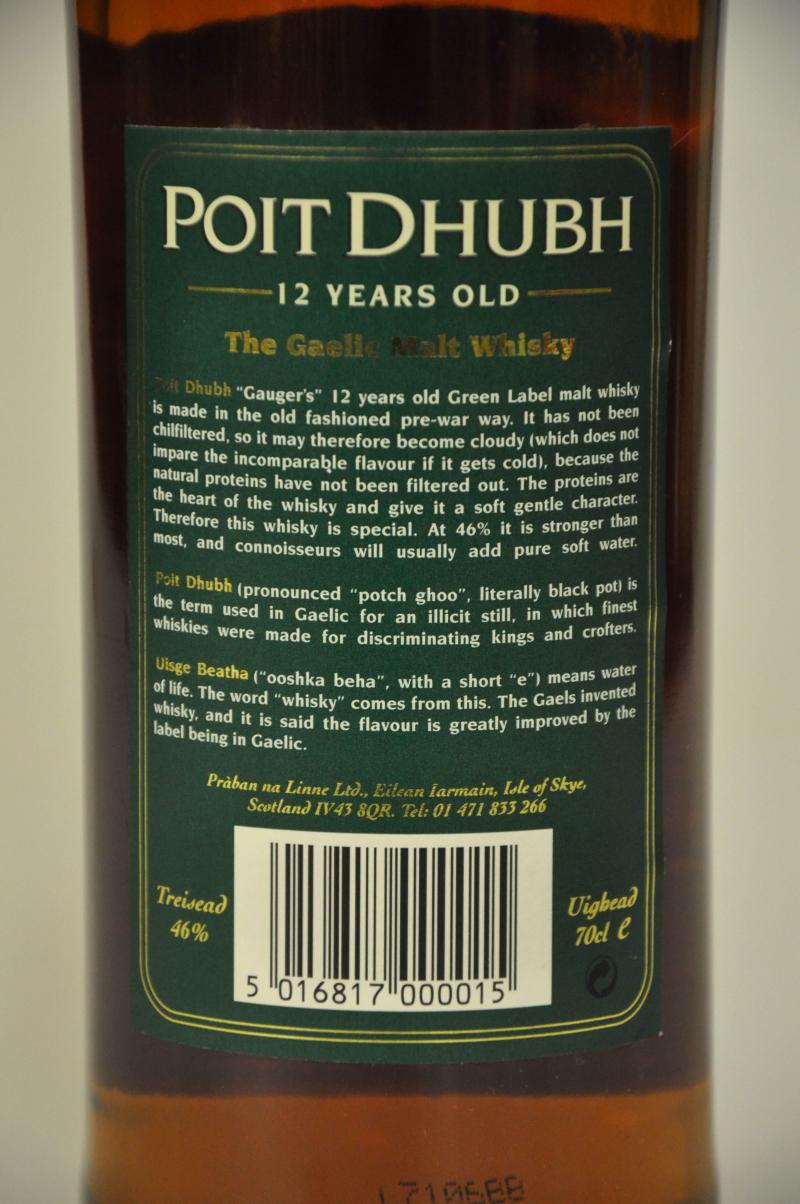 POIT DHUBH
12 YEARS OLD
The Gaelic Malt Whisky
Poit Dhubh "Gauger's" 12 years old Green Label malt whisky
is made in the old fashioned pre-war way. It has not been
chilfiltered, so it may therefore become cloudy (which does not
impare the incomparable flavour if it gets cold), because the
natural proteins have not been filtered out. The proteins are
the heart of the whisky and give it a soft gentle character.
Therefore this whisky is special. At 46% it is stronger than
most, and connoisseurs will usually add pure soft water.
Poit Dhubh (pronounced "potch ghoo", literally black pot) is
the term used in Gaelic for an illicit still, in which finest
whiskies were made for discriminating kings and crofters.
Uisge Beatha ("ooshka beha", with a short "e") means water
of life. The word "whisky" comes from this. The Gaels invented
whisky, and it is said the flavour is greatly improved by the
label being in Gaelic.
Pràban na Linne Ltd., Eilean Iarmain, Isle of Skye,
Scotland IV43 8QR. Tel: 01 471 833 266
Treisead
46%
Uighead
70cl e
5 016817 000015